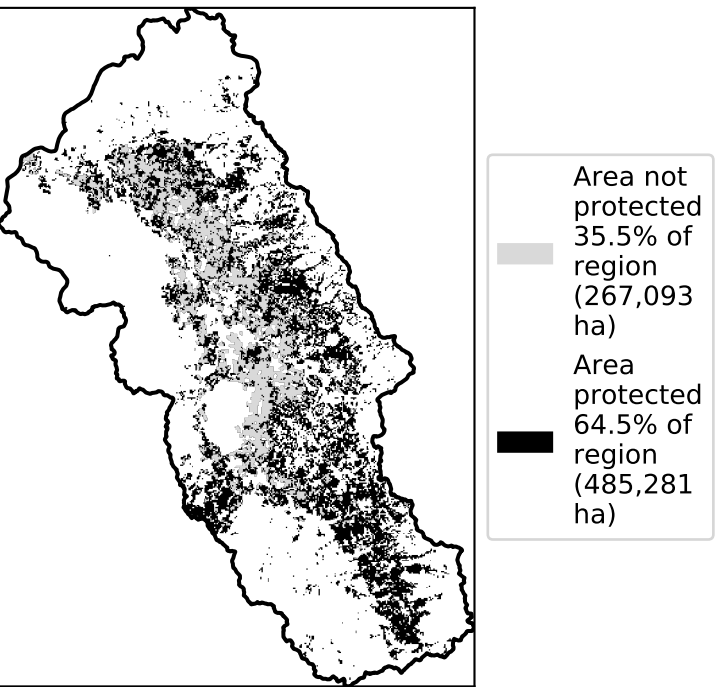 Area not
protected
35.5% of
region
(267,093
ha)
Area
protected
64.5% of
region
(485,281
ha)